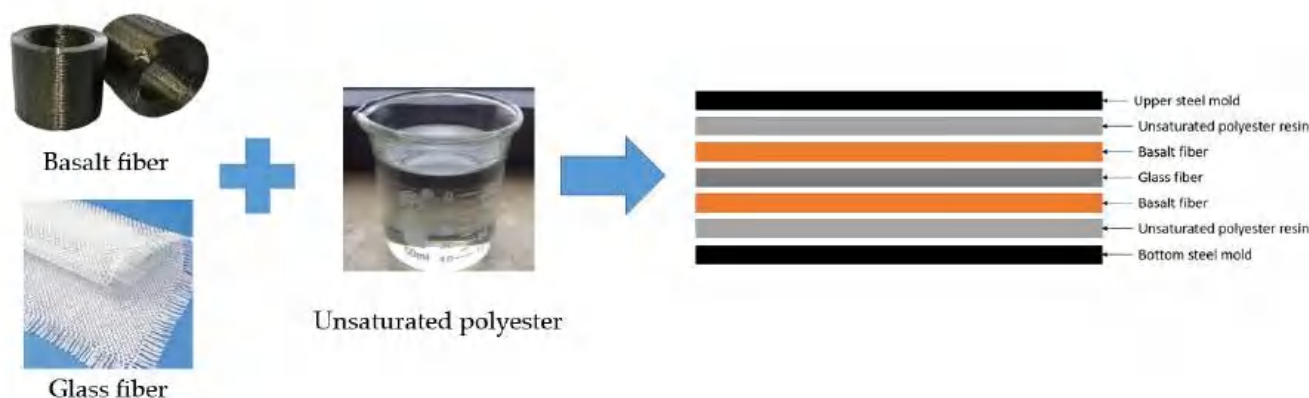 Basalt fiber
Glass fiber
Unsaturated polyester
Upper steel mold
Unsaturated polyester resin
Basalt fiber
Glass fiber
Basalt fiber
Unsaturated polyester resin
Bottom steel mold